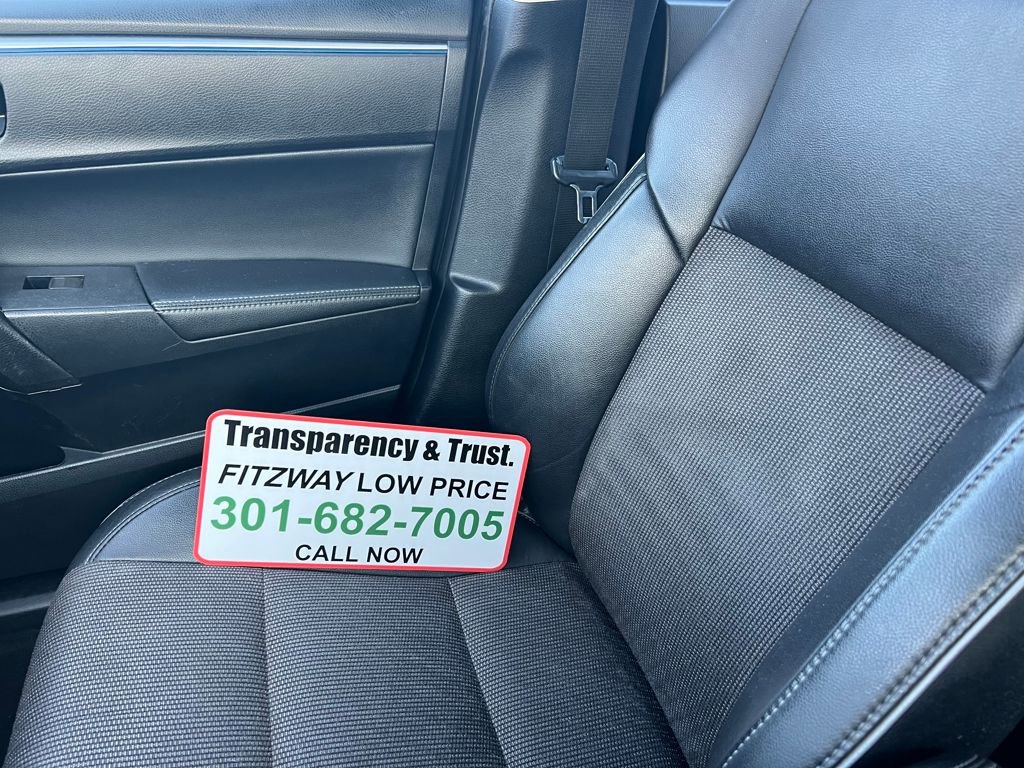 Transparency & Trust.
FITZWAY LOW PRICE
301-682-7005
CALL NOW